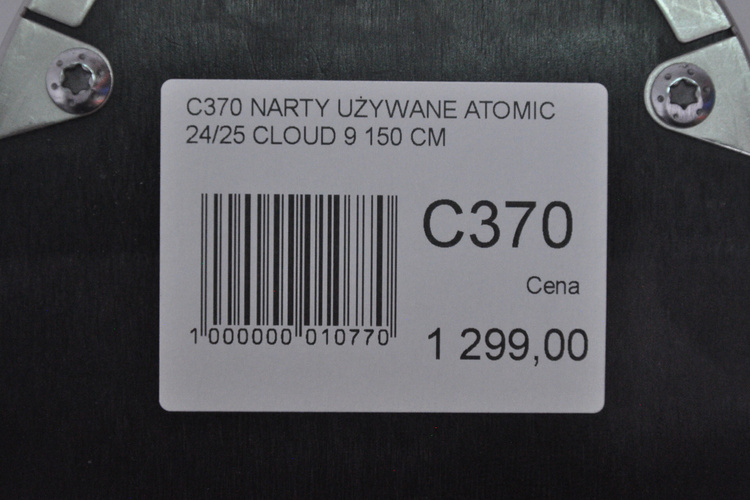 C370 NARTY UŻYWANE ATOMIC
24/25 CLOUD 9 150 CM
C370
Cena
1 299,00
1 000000 010770